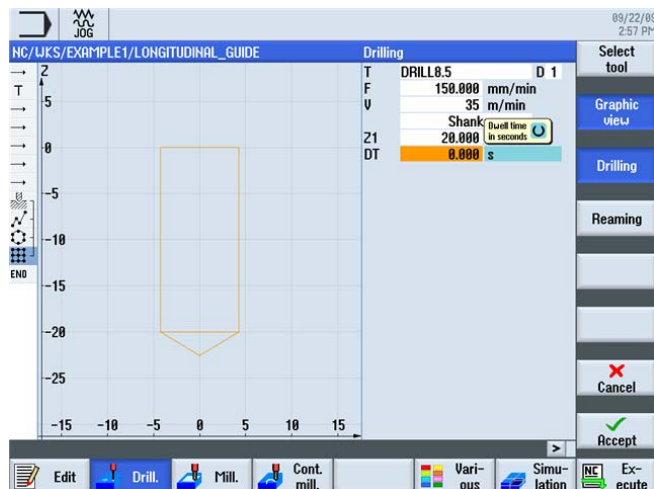 JOG
09/22/09
2:57 PM
NC/WKS/EXAMPLE1/LONGITUDINAL_GUIDE
Drilling
Select
tool
T DRILL8.5 D 1
F 150.000 mm/min
V 35 m/min
Shank
Z1 20.000
DT 0.000 s
Dwell time
in seconds
Graphic
view
Drilling
Reaming
Cancel
Accept
T
END
Z
5
0
-5
-10
-15
-20
-25
-15 -10 -5 0 5 10 15
>
Edit
Drill.
Mill.
Cont.
mill.
Vari-
ous
Simu-
lation
NC
Ex-
ecute